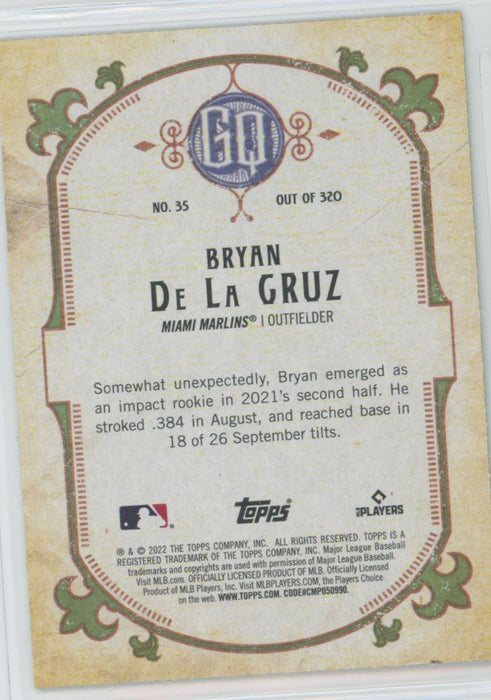 GQ
NO. 35 OUT OF 320
BRYAN
DE LA CRUZ
MIAMI MARLINS® | OUTFIELDER
Somewhat unexpectedly, Bryan emerged as
an impact rookie in 2021's second half. He
stroked .384 in August, and reached base in
18 of 26 September tilts.
topps
MLB PLAYERS
® & © 2022 THE TOPPS COMPANY, INC. ALL RIGHTS RESERVED. TOPPS IS A
REGISTERED TRADEMARK OF THE TOPPS COMPANY, INC. Major League Baseball
trademarks and copyrights are used with permission of Major League Baseball.
Visit MLB.com. OFFICIALLY LICENSED PRODUCT OF MLB. Officially Licensed
Product of MLB Players, Inc. Visit MLBPLAYERS.com, the Players Choice
on the web. WWW.TOPPS.COM. CODE#CMP050990.